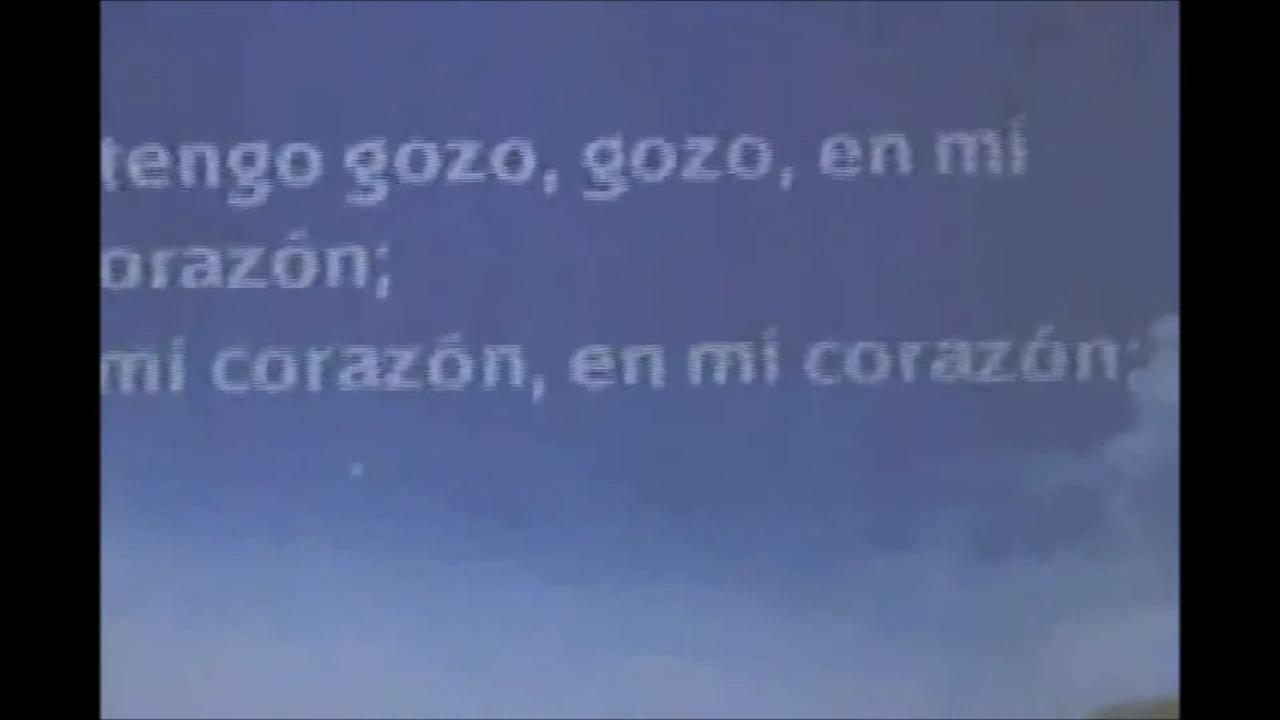 tengo gozo, gozo, en mi
orazón;
mi corazón, en mi corazón;